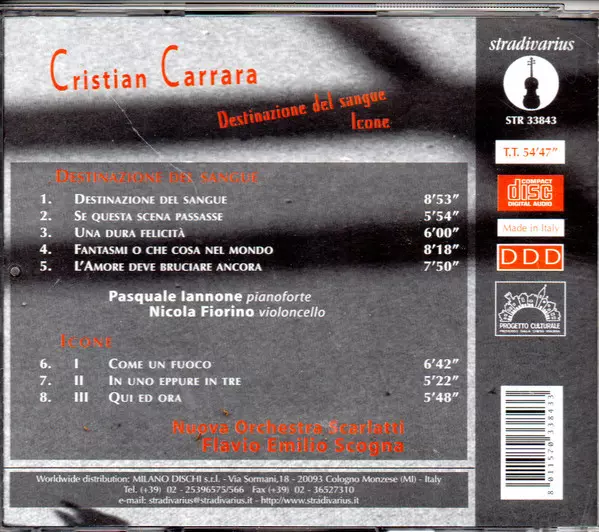 Cristian Carrara
Destinazione del sangue
Icone
stradivarius
STR 33843
T.T. 54'47"
COMPACT
disc
DIGITAL AUDIO
Made in Italy
DDD
PROGETTO CULTURALE
DESTINAZIONE DEL SANGUE
1. DESTINAZIONE DEL SANGUE 8'53"
2. SE QUESTA SCENA PASSASSE 5'54"
3. UNA DURA FELICITÀ 6'00"
4. FANTASMI O CHE COSA NEL MONDO 8'18"
5. L'AMORE DEVE BRUCIARE ANCORA 7'50"
Pasquale Iannone pianoforte
Nicola Fiorino violoncello
ICONE
6. I COME UN FUOCO 6'42"
7. II IN UNO EPPURE IN TRE 5'22"
8. III QUI ED ORA 5'48"
Nuova Orchestra Scarlatti
Flavio Emilio Scogna
Worldwide distribution: MILANO DISCHI s.r.l. - Via Sormani,18 - 20093 Cologno Monzese (MI) - Italy
Tel. (+39) 02 - 25396575/566 Fax (+39) 02 - 36527310
e-mail: stradivarius@stradivarius.it - http://www.stradivarius.it
8011570338433